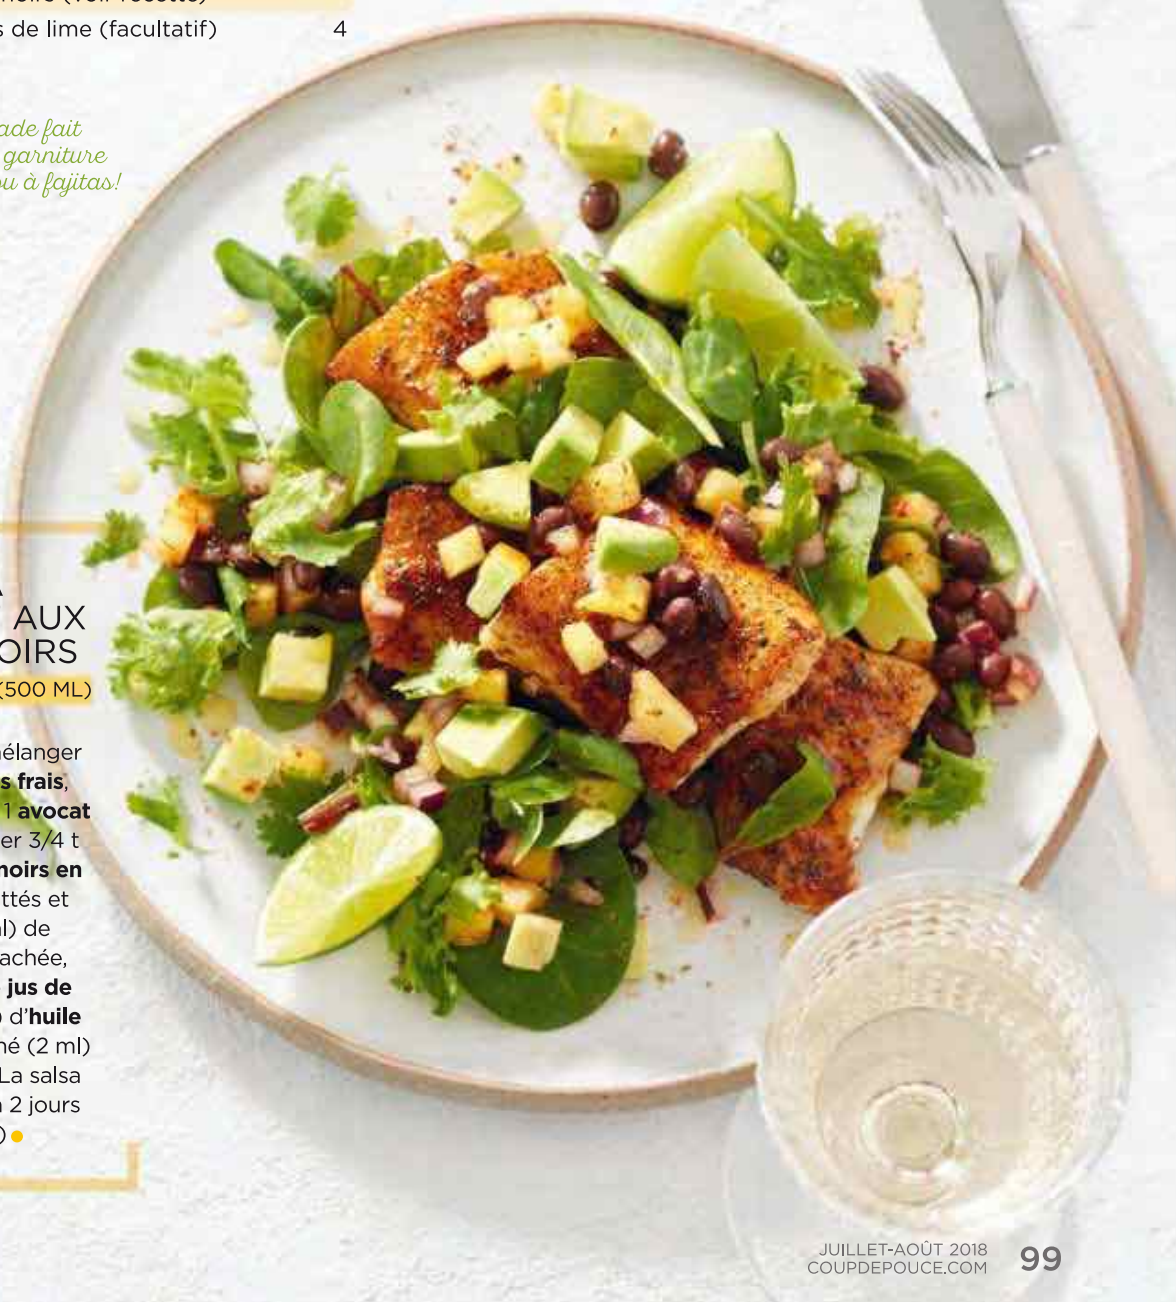 (voir recette)
s de lime (facultatif) 4
ade fait
garniture
ou à fajitas!
A
AUX
OIRS
(500 ML)
élanger
s frais,
1 avocat
er 3/4 t
noirs en
ttés et
l) de
achée,
jus de
d'huile
né (2 ml)
La salsa
2 jours
)
JUILLET-AOÛT 2018
COUPDEPOUCE.COM 99